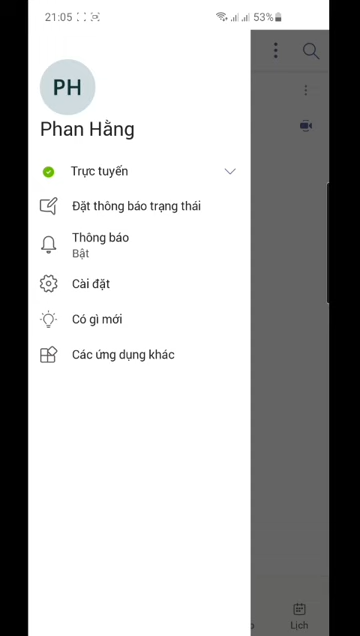 21:05
53%
PH
Phan Hằng
Trực tuyến
Đặt thông báo trạng thái
Thông báo
Bật
Cài đặt
Có gì mới
Các ứng dụng khác
Lịch